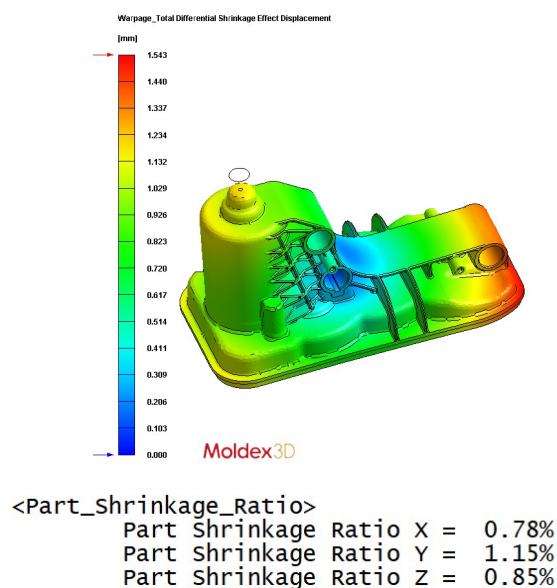 Warpage_Total Differential Shrinkage Effect Displacement
[mm]
1.543
1.440
1.337
1.234
1.132
1.029
0.926
0.823
0.720
0.617
0.514
0.411
0.309
0.206
0.103
0.000
Moldex3D
<Part_Shrinkage_Ratio>
Part Shrinkage Ratio X = 0.78%
Part Shrinkage Ratio Y = 1.15%
Part Shrinkage Ratio Z = 0.85%